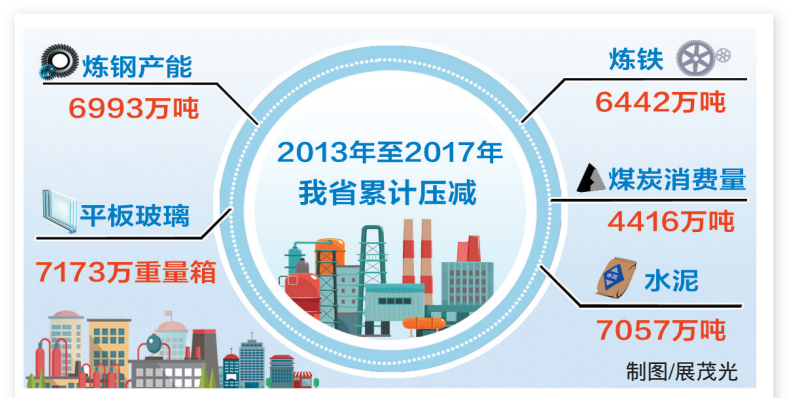 2013年至2017年
我省累计压减
炼钢产能
6993万吨
平板玻璃
7173万重量箱
炼铁
6442万吨
煤炭消费量
4416万吨
水泥
7057万吨
制图/展茂光